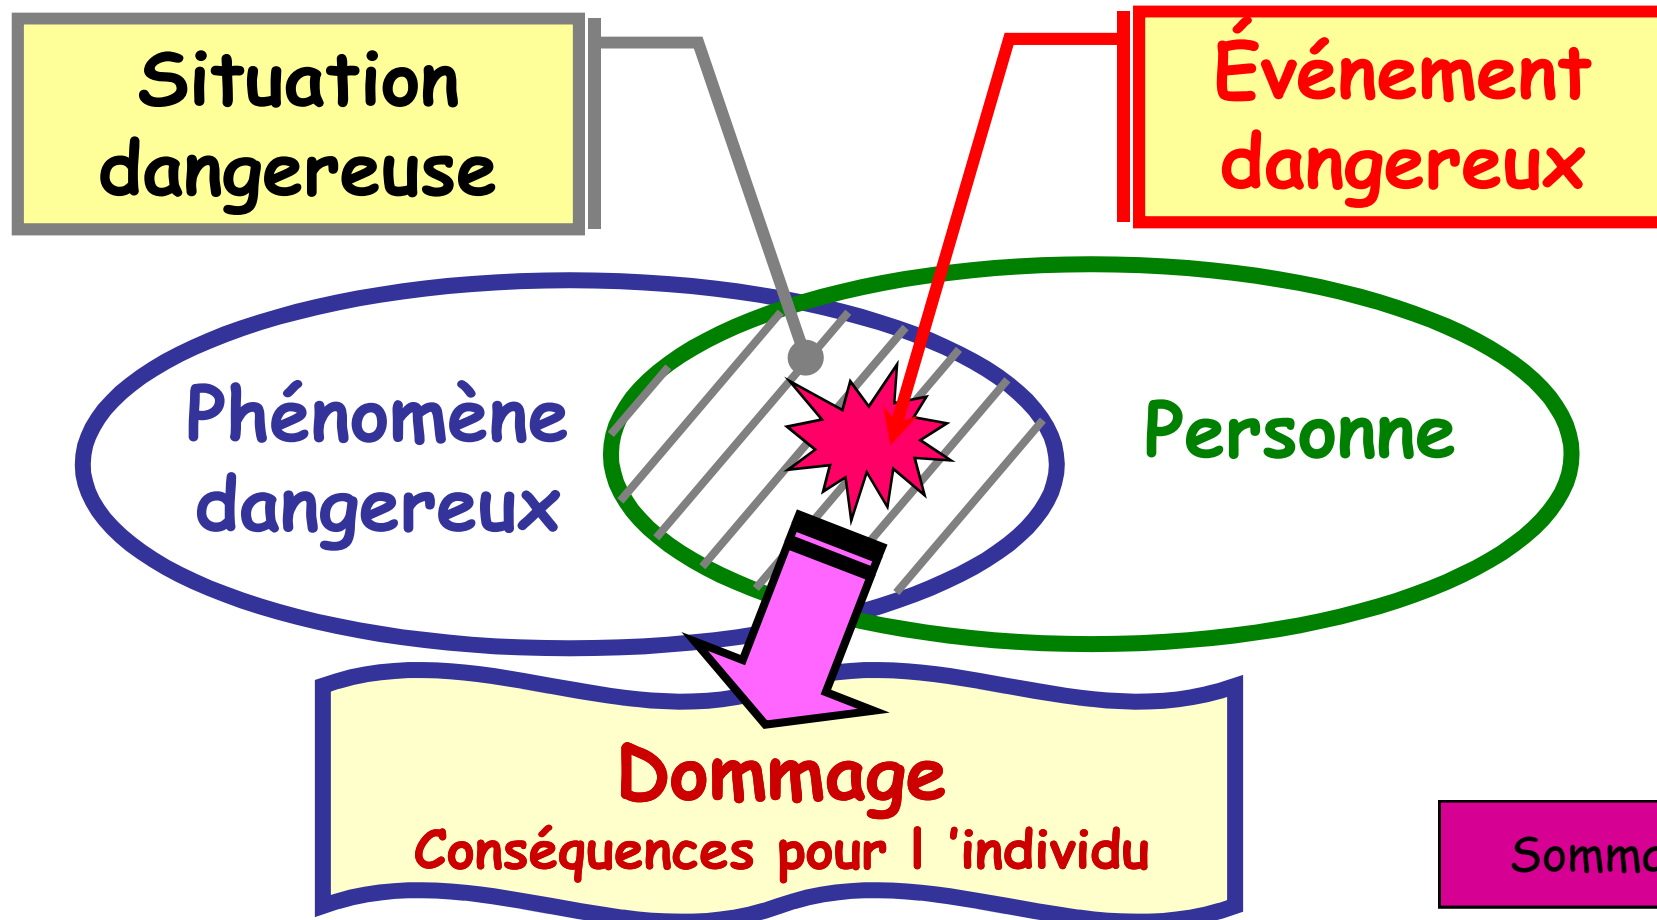 Situation
dangereuse
Événement
dangereux
Phénomène
dangereux
Personne
Dommage
Conséquences pour l ’individu